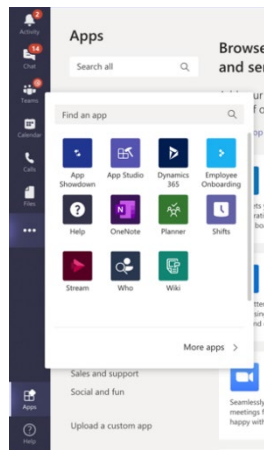 2
Activity
14
Chat
Teams
Calendar
Calls
Files
Apps
Help
Apps
Search all
Browse
and se
Find an app
App
Showdown
App Studio
Dynamics
365
Employee
Onboarding
Help
OneNote
Planner
Shifts
Stream
Who
Wiki
More apps
Sales and support
Social and fun
Upload a custom app
Seamlessly
meetings f
happy with